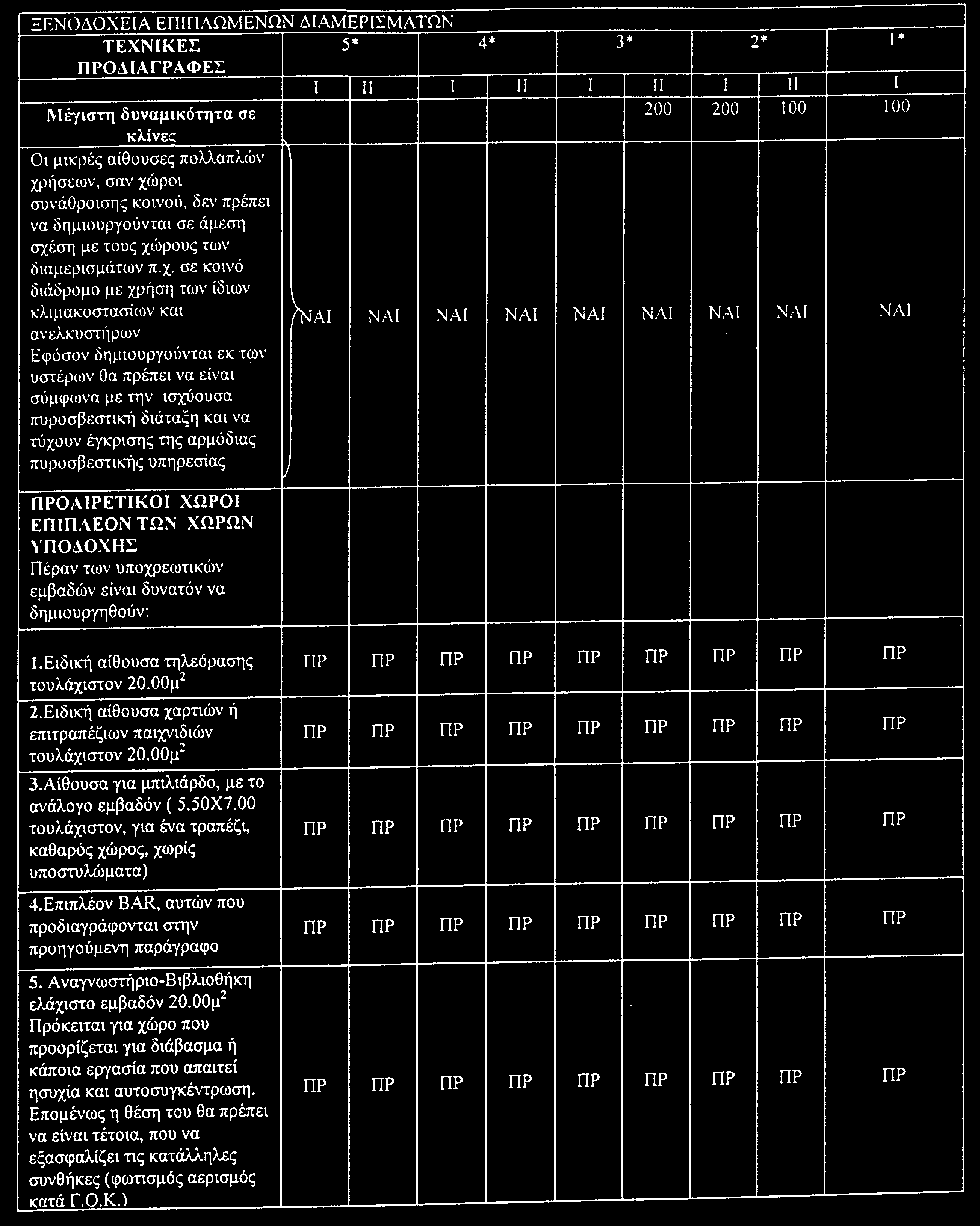 ΞΕΝΟΔΟΧΕΙΑ ΕΠΙΠΛΩΜΕΝΩΝ ΔΙΑΜΕΡΙΣΜΑΤΩΝ
ΤΕΧΝΙΚΕΣ 5* 4* 3* 2* 1*
ΠΡΟΔΙΑΓΡΑΦΕΣ
I II I II I II I II I
Μέγιστη δυναμικότητα σε 200 200 100 100
κλίνες
Οι μικρές αίθουσες πολλαπλών
χρήσεων, σαν χώροι
συνάθροισης κοινού, δεν πρέπει
να δημιουργούνται σε άμεση
σχέση με τους χώρους των
διαμερισμάτων π.χ. σε κοινό
διάδρομο με χρήση των ίδιων
κλιμακοστασίων και ΝΑΙ ΝΑΙ ΝΑΙ ΝΑΙ ΝΑΙ ΝΑΙ ΝΑΙ ΝΑΙ ΝΑΙ
ανελκυστήρων
Εφόσον δημιουργούνται εκ των
υστέρων θα πρέπει να είναι
σύμφωνα με την ισχύουσα
πυροσβεστική διάταξη και να
τύχουν έγκρισης της αρμόδιας
πυροσβεστικής υπηρεσίας
ΠΡΟΑΙΡΕΤΙΚΟΙ ΧΩΡΟΙ
ΕΠΙΠΛΕΟΝ ΤΩΝ ΧΩΡΩΝ
ΥΠΟΔΟΧΗΣ
Πέραν των υποχρεωτικών
εμβαδών είναι δυνατόν να
δημιουργηθούν:
1.Ειδική αίθουσα τηλεόρασης ΠΡ ΠΡ ΠΡ ΠΡ ΠΡ ΠΡ ΠΡ ΠΡ ΠΡ
τουλάχιστον 20.00μ²
2.Ειδική αίθουσα χαρτιών ή
επιτραπέζιων παιχνιδιών ΠΡ ΠΡ ΠΡ ΠΡ ΠΡ ΠΡ ΠΡ ΠΡ ΠΡ
τουλάχιστον 20,00μ²
3.Αίθουσα για μπιλιάρδο, με το
ανάλογο εμβαδόν ( 5.50Χ7.00
τουλάχιστον, για ένα τραπέζι, ΠΡ ΠΡ ΠΡ ΠΡ ΠΡ ΠΡ ΠΡ ΠΡ ΠΡ
καθαρός χώρος, χωρίς
υποστυλώματα)
4.Επιπλέον BAR, αυτών που
προδιαγράφονται στην ΠΡ ΠΡ ΠΡ ΠΡ ΠΡ ΠΡ ΠΡ ΠΡ ΠΡ
προηγούμενη παράγραφο
5. Αναγνωστήριο-Βιβλιοθήκη
ελάχιστο εμβαδόν 20.00μ²
Πρόκειται για χώρο που
προορίζεται για διάβασμα ή
κάποια εργασία που απαιτεί
ησυχία και αυτοσυγκέντρωση. ΠΡ ΠΡ ΠΡ ΠΡ ΠΡ ΠΡ ΠΡ ΠΡ ΠΡ
Επομένως η θέση του θα πρέπει
να είναι τέτοια, που να
εξασφαλίζει τις κατάλληλες
συνθήκες (φωτισμός αερισμός
κατά Γ.Ο.Κ.)